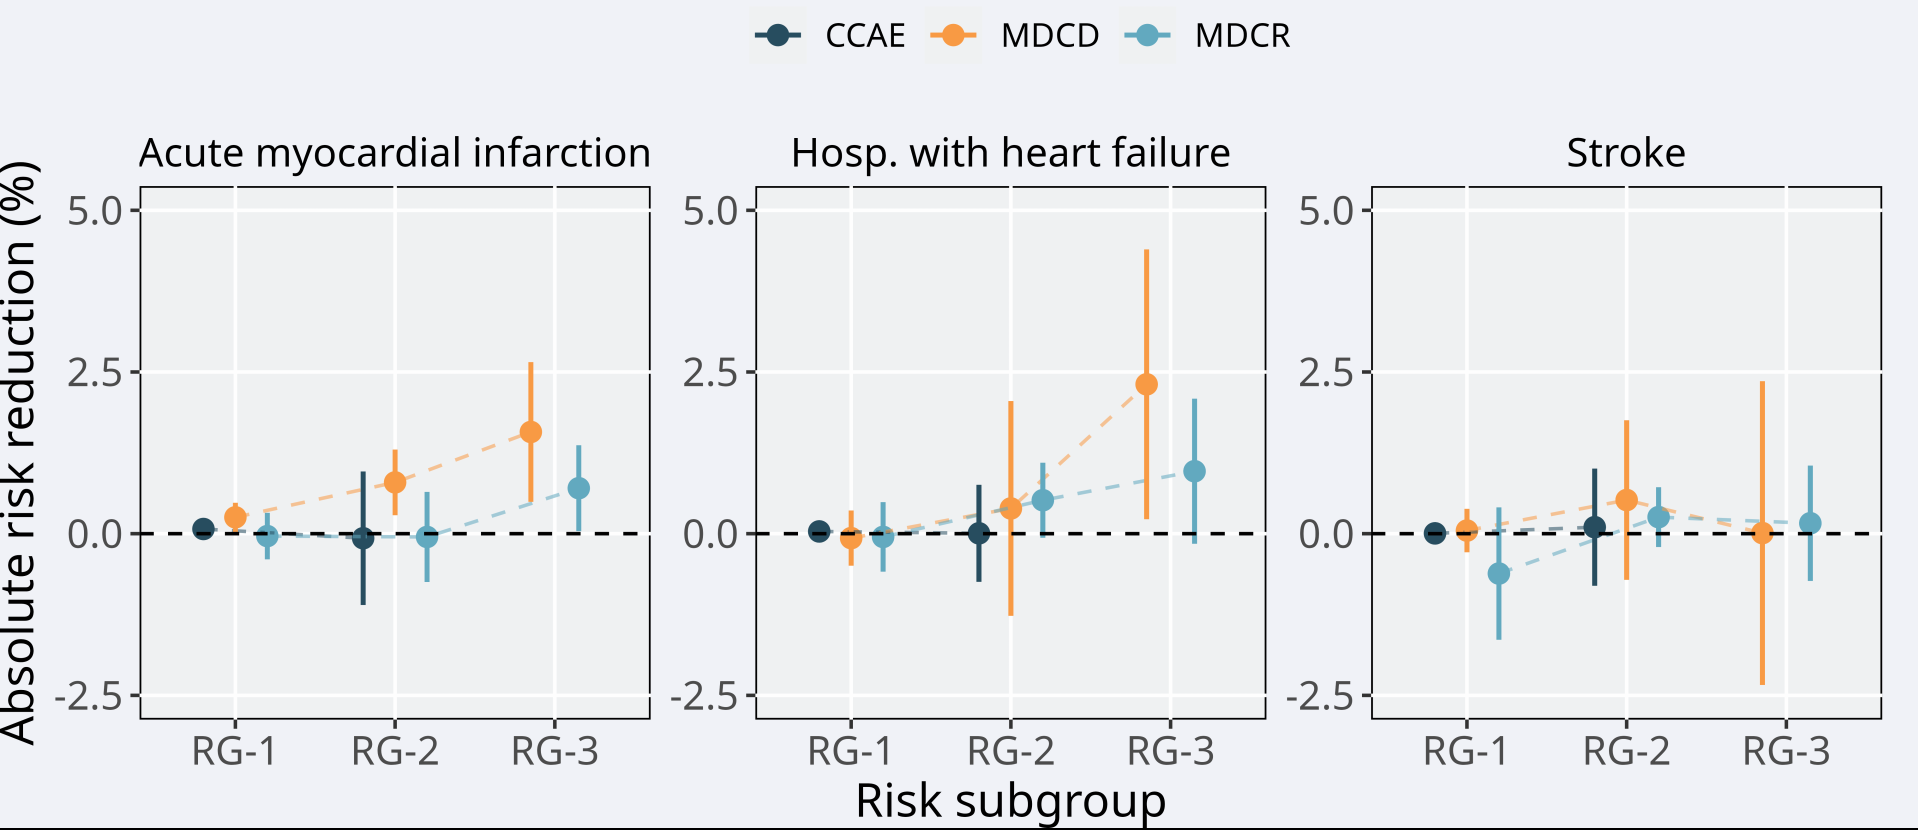 CCAE MDCD MDCR
Acute myocardial infarction Hosp. with heart failure Stroke
Absolute risk reduction (%)
5.0 5.0 5.0
2.5 2.5 2.5
0.0 0.0 0.0
-2.5 -2.5 -2.5
RG-1 RG-2 RG-3 RG-1 RG-2 RG-3 RG-1 RG-2 RG-3
Risk subgroup